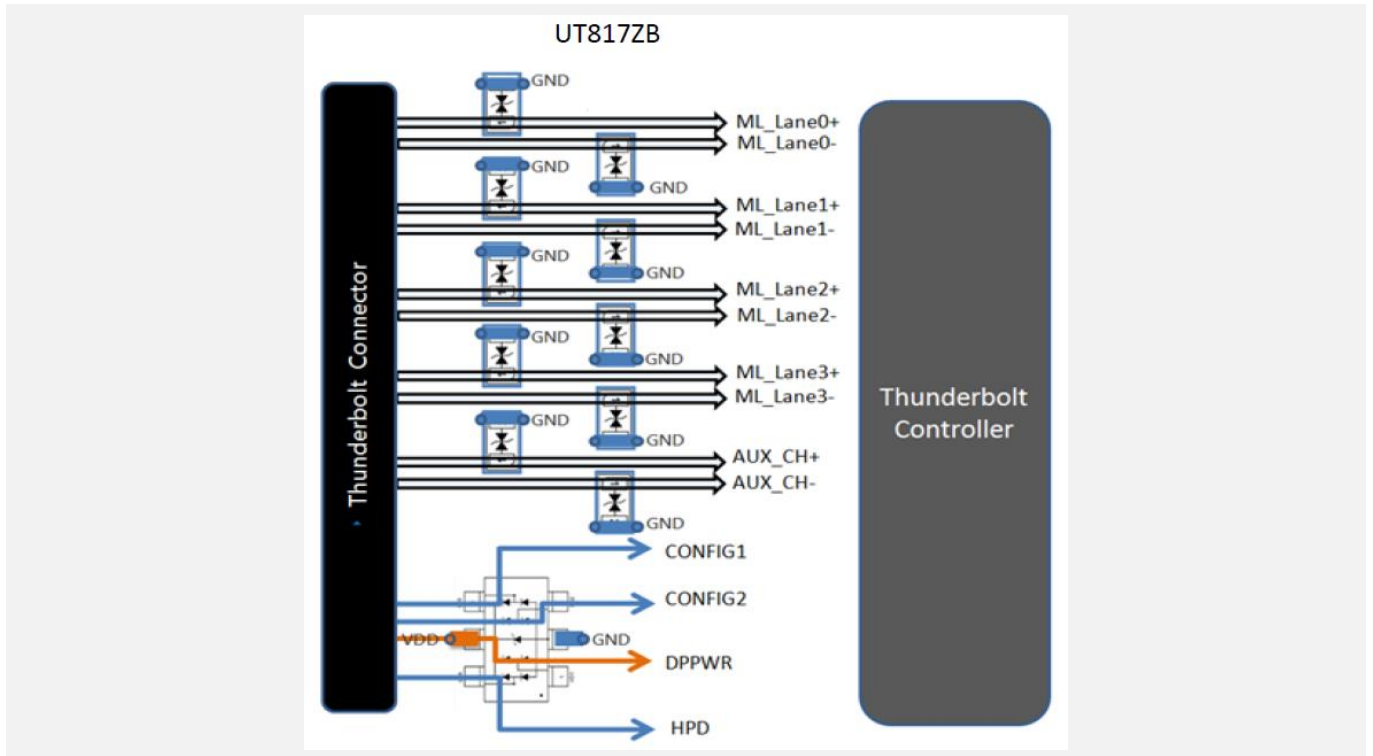 UT817ZB
GND
ML_Lane0+
ML_Lane0-
GND
GND
ML_Lane1+
ML_Lane1-
GND
GND
ML_Lane2+
ML_Lane2-
GND
GND
ML_Lane3+
ML_Lane3-
GND
GND
AUX_CH+
AUX_CH-
GND
CONFIG1
CONFIG2
VDD
GND
DPPWR
HPD
Thunderbolt Connector
Thunderbolt
Controller